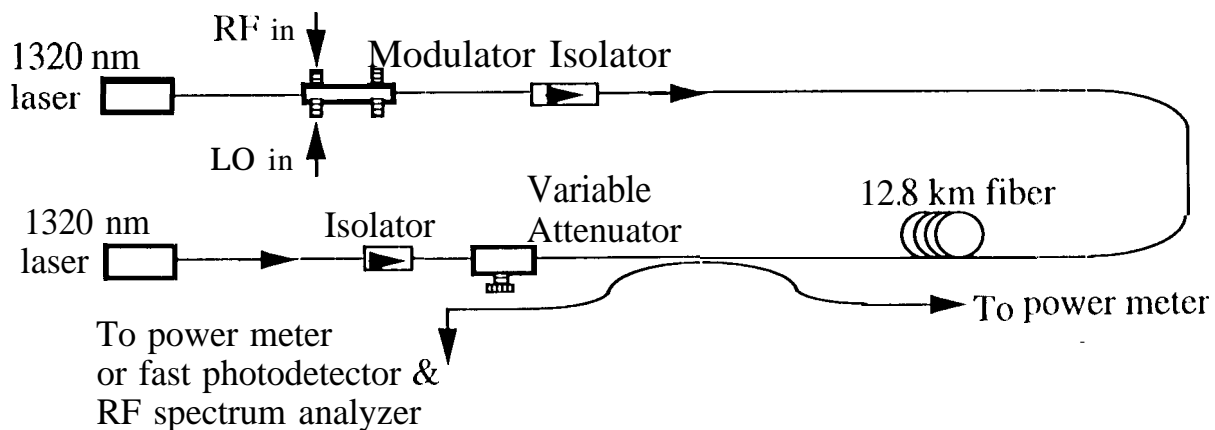 RF in
1320 nm
laser
Modulator Isolator
LO in
1320 nm
laser
Isolator
Variable
Attenuator
12.8 km fiber
To power meter
To power meter
or fast photodetector &
RF spectrum analyzer